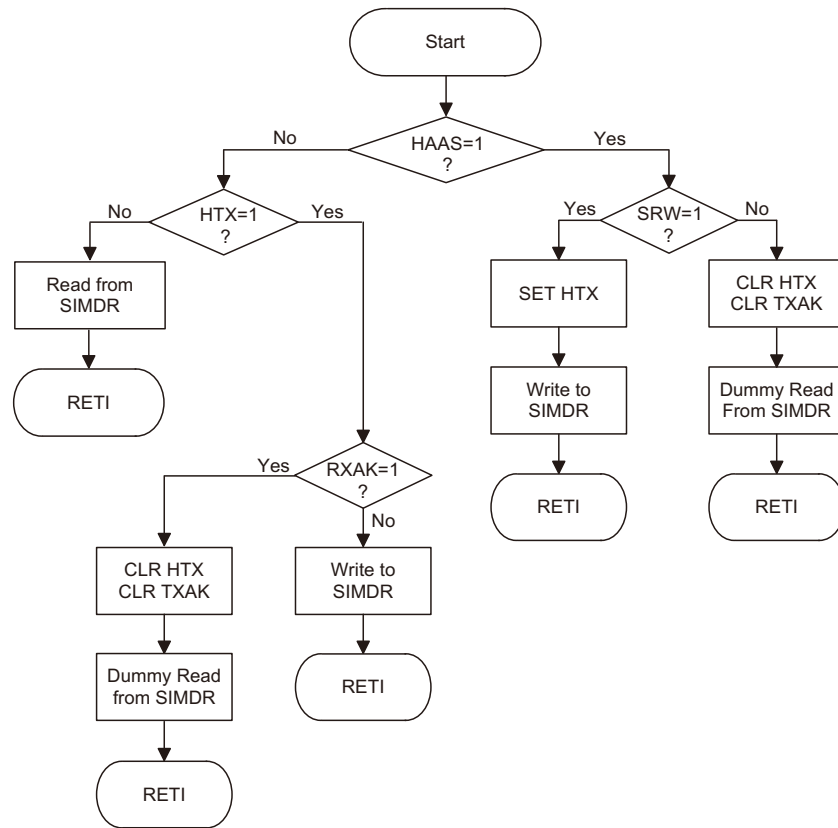 Start
HAAS=1
?
No
Yes
HTX=1
?
No
Yes
SRW=1
?
Yes
No
Read from
SIMDR
SET HTX
CLR HTX
CLR TXAK
RETI
Write to
SIMDR
Dummy Read
From SIMDR
RXAK=1
?
Yes
No
RETI
RETI
CLR HTX
CLR TXAK
Write to
SIMDR
Dummy Read
from SIMDR
RETI
RETI